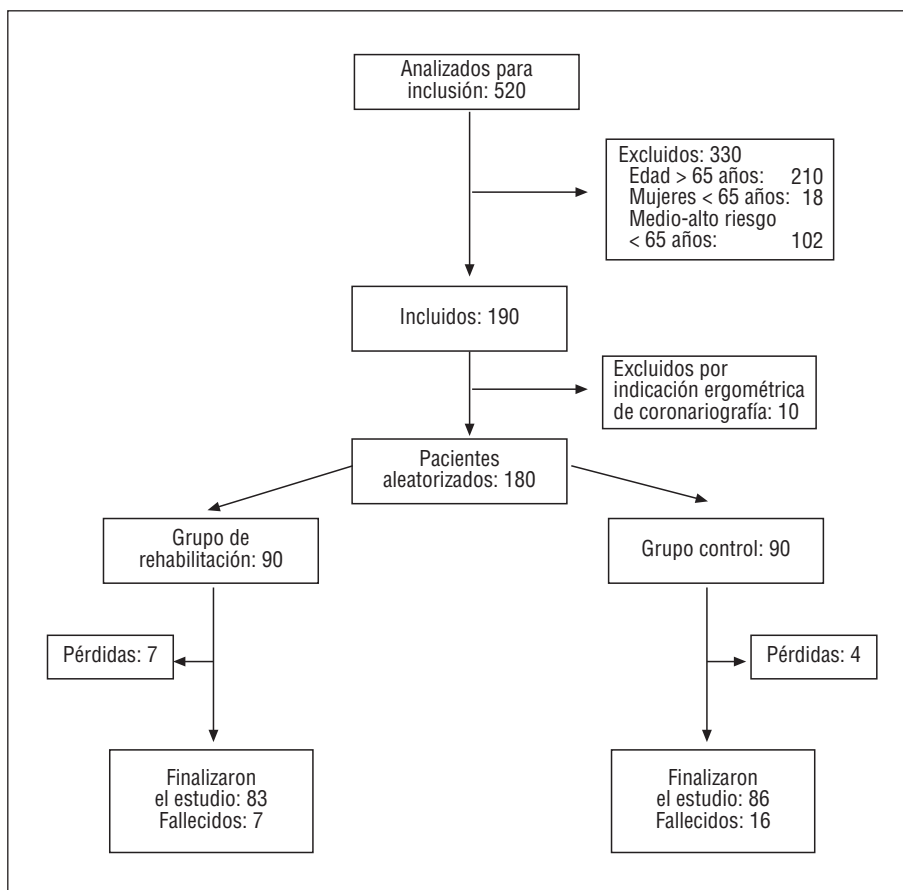 Analizados para
inclusión: 520
Excluidos: 330
Edad > 65 años: 210
Mujeres < 65 años: 18
Medio-alto riesgo
< 65 años: 102
Incluidos: 190
Excluidos por
indicación ergométrica
de coronariografía: 10
Pacientes
aleatorizados: 180
Grupo de
rehabilitación: 90
Grupo control: 90
Pérdidas: 7
Pérdidas: 4
Finalizaron
el estudio: 83
Fallecidos: 7
Finalizaron
el estudio: 86
Fallecidos: 16